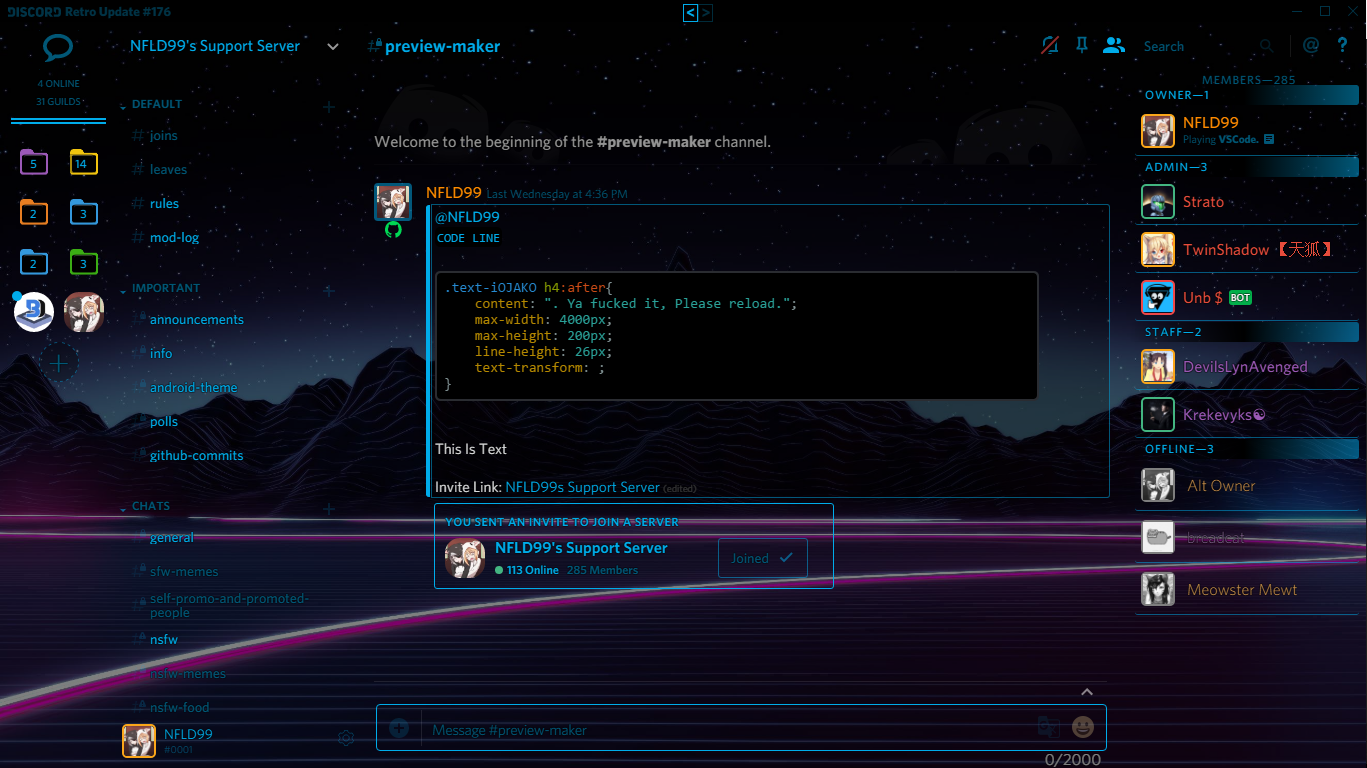 DISCORD Retro Update #176
< >
4 ONLINE
31 GUILDS
5
14
2
3
2
3
NFLD99's Support Server
DEFAULT
joins
leaves
rules
mod-log
IMPORTANT
announcements
info
android-theme
polls
github-commits
CHATS
general
sfw-memes
self-promo-and-promoted-
people
nsfw
nsfw-memes
nsfw-food
NFLD99
#0001
#preview-maker
Search
@ ?
Welcome to the beginning of the #preview-maker channel.
NFLD99 Last Wednesday at 4:36 PM
@NFLD99
CODE LINE
.text-iOJAKO h4:after{
content: ". Ya fucked it, Please reload.";
max-width: 4000px;
max-height: 200px;
line-height: 26px;
text-transform: ;
}
This Is Text
Invite Link: NFLD99s Support Server (edited)
YOU SENT AN INVITE TO JOIN A SERVER
NFLD99's Support Server
113 Online 285 Members
Joined
Message #preview-maker
0/2000
MEMBERS—285
OWNER—1
NFLD99
Playing VSCode.
ADMIN—3
Strato
TwinShadow 【天狐】
Unb $ BOT
STAFF—2
DevilsLynAvenged
Krekevyks☯
OFFLINE—3
Alt Owner
breadcat
Meowster Mewt